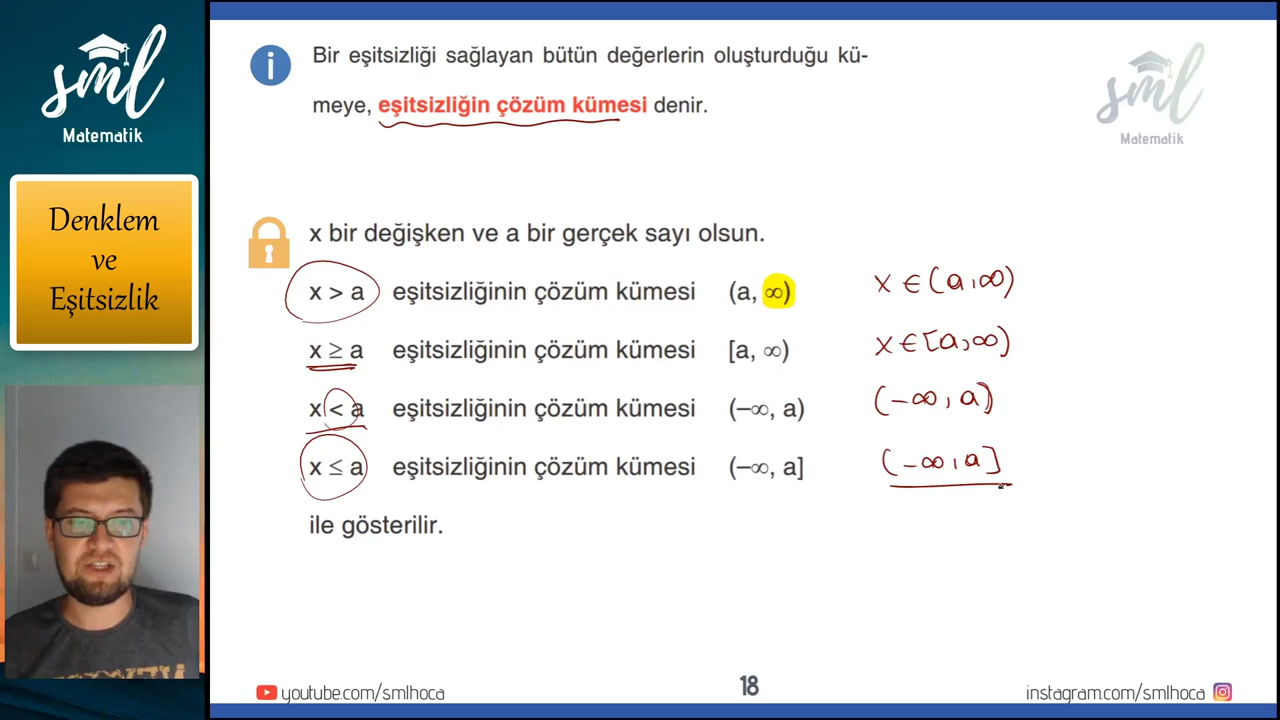 sml
Matematik
Denklem
ve
Eşitsizlik
Bir eşitsizliği sağlayan bütün değerlerin oluşturduğu kü-
meye, eşitsizliğin çözüm kümesi denir.
sml
Matematik
x bir değişken ve a bir gerçek sayı olsun.
x > a eşitsizliğinin çözüm kümesi (a, ∞) x ∈ (a, ∞)
x ≥ a eşitsizliğinin çözüm kümesi [a, ∞) x ∈ [a, ∞)
x < a eşitsizliğinin çözüm kümesi (–∞, a) (-∞, a)
x ≤ a eşitsizliğinin çözüm kümesi (–∞, a] (-∞, a]
ile gösterilir.
youtube.com/smlhoca
18
instagram.com/smlhoca